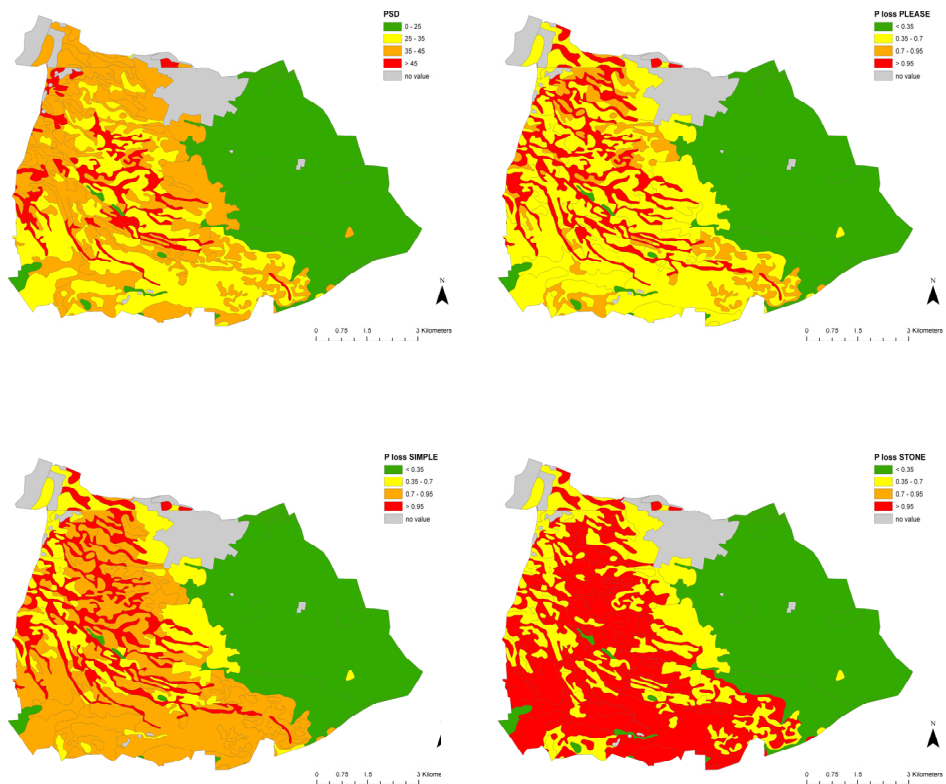 PSD
0 - 25
25 - 35
35 - 45
> 45
no value
N
0 0.75 1.5 3 Kilometers
P loss PLEASE
< 0.35
0.35 - 0.7
0.7 - 0.95
> 0.95
no value
N
0 0.75 1.5 3 Kilometers
P loss SIMPLE
< 0.35
0.35 - 0.7
0.7 - 0.95
> 0.95
no value
0 0.75 1.5 3 Kilometers
P loss STONE
< 0.35
0.35 - 0.7
0.7 - 0.95
> 0.95
no value
N
0 0.75 1.5 3 Kilometers